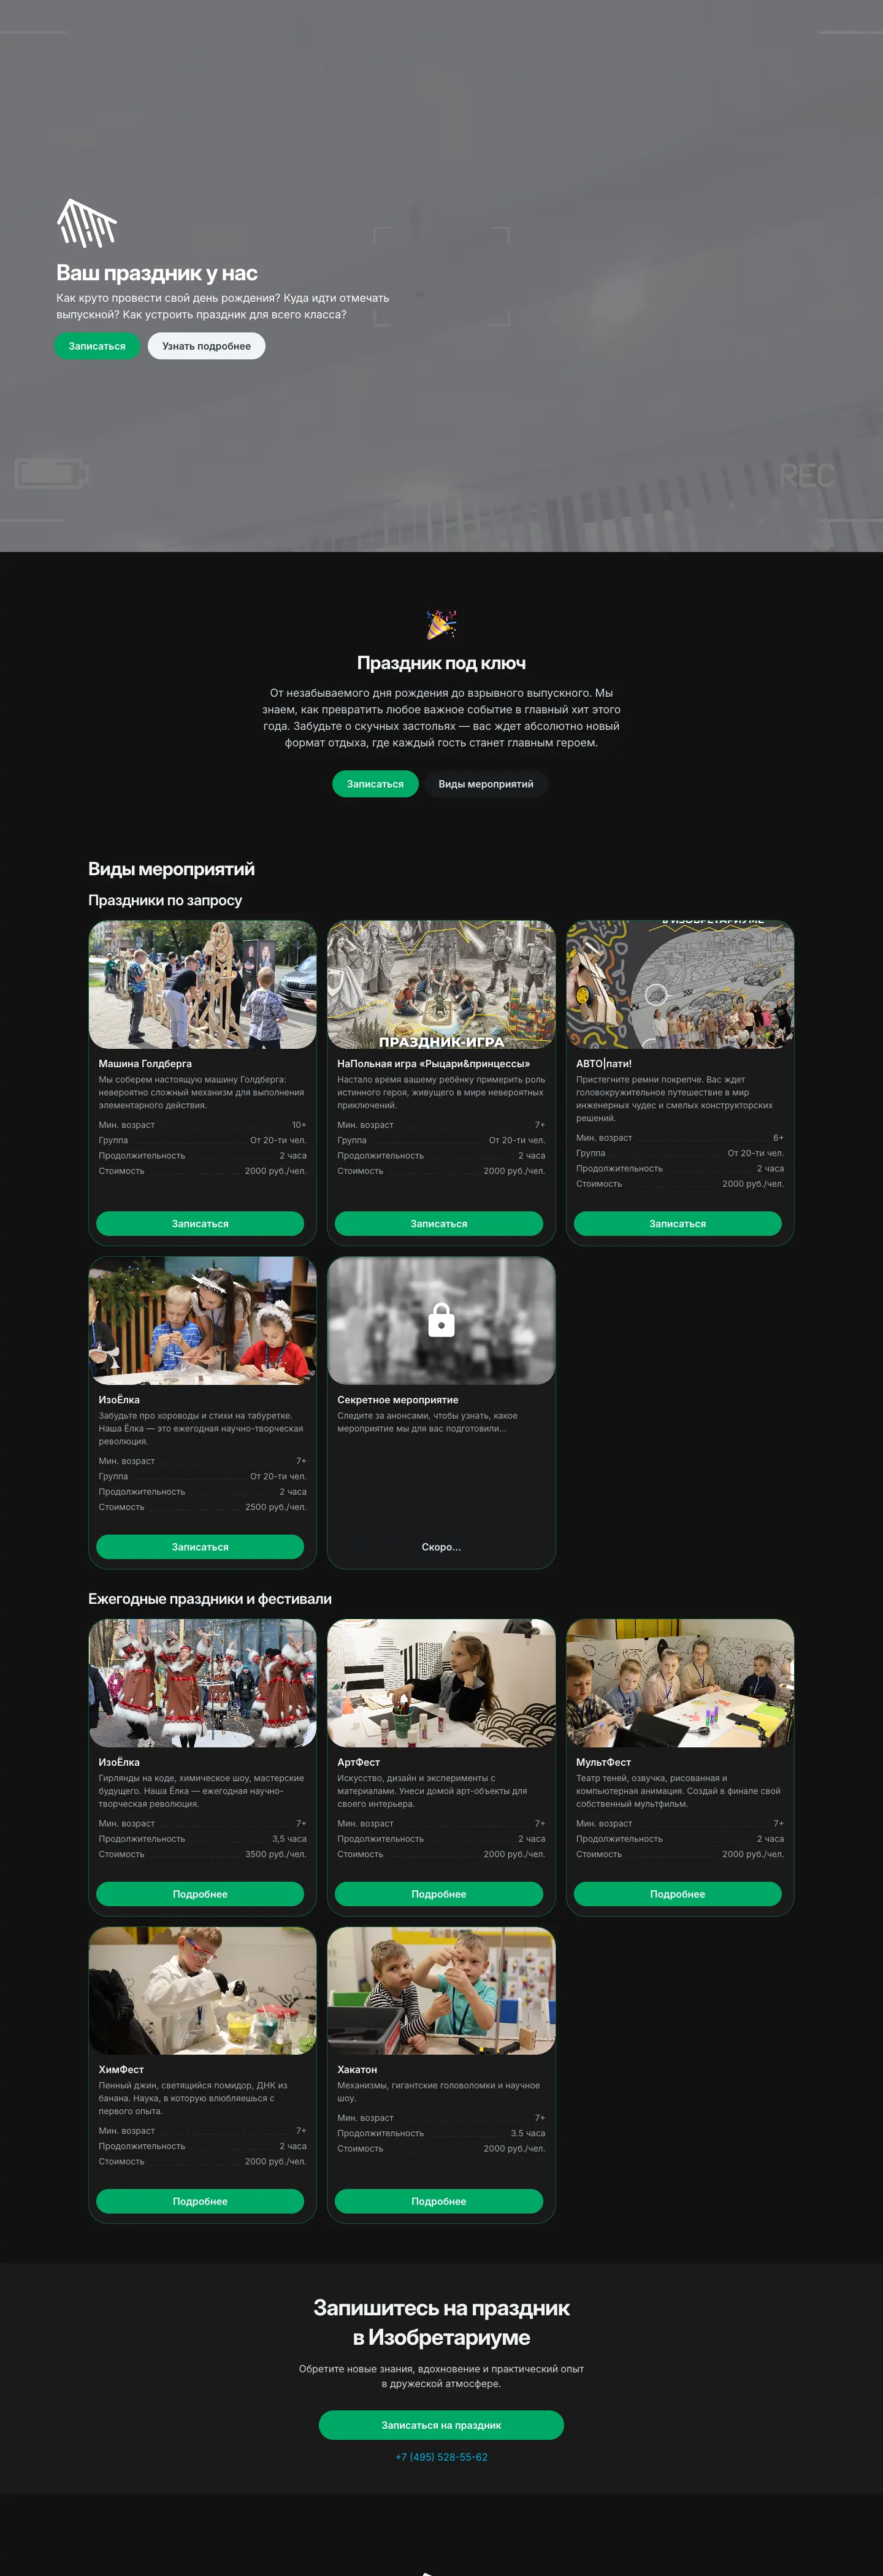 Ваш праздник у нас
Как круто провести свой день рождения? Куда идти отмечать
выпускной? Как устроить праздник для всего класса?
Записаться
Узнать подробнее
REC
Праздник под ключ
От незабываемого дня рождения до взрывного выпускного. Мы
знаем, как превратить любое важное событие в главный хит этого
года. Забудьте о скучных застольях — вас ждет абсолютно новый
формат отдыха, где каждый гость станет главным героем.
Записаться
Виды мероприятий
Виды мероприятий
Праздники по запросу
Машина Голдберга
Мы соберем настоящую машину Голдберга:
невероятно сложный механизм для выполнения
элементарного действия.
Мин. возраст 10+
Группа От 20-ти чел.
Продолжительность 2 часа
Стоимость 2000 руб./чел.
Записаться
ПРАЗДНИК-ИГРА
НаПольная игра «Рыцари&принцессы»
Настало время вашему ребёнку примерить роль
истинного героя, живущего в мире невероятных
приключений.
Мин. возраст 7+
Группа От 20-ти чел.
Продолжительность 2 часа
Стоимость 2000 руб./чел.
Записаться
в ИЗОБРЕТАРИУМЕ
АВТО|пати!
Пристегните ремни покрепче. Вас ждет
головокружительное путешествие в мир
инженерных чудес и смелых конструкторских
решений.
Мин. возраст 6+
Группа От 20-ти чел.
Продолжительность 2 часа
Стоимость 2000 руб./чел.
Записаться
ИзоЁлка
Забудьте про хороводы и стихи на табуретке.
Наша Ёлка — это ежегодная научно-творческая
революция.
Мин. возраст 7+
Группа От 20-ти чел.
Продолжительность 2 часа
Стоимость 2500 руб./чел.
Записаться
Секретное мероприятие
Следите за анонсами, чтобы узнать, какое
мероприятие мы для вас подготовили...
Скоро...
Ежегодные праздники и фестивали
ИзоЁлка
Гирлянды на коде, химическое шоу, мастерские
будущего. Наша Ёлка — ежегодная научно-
творческая революция.
Мин. возраст 7+
Продолжительность 3,5 часа
Стоимость 3500 руб./чел.
Подробнее
АртФест
Искусство, дизайн и эксперименты с
материалами. Унеси домой арт-объекты для
своего интерьера.
Мин. возраст 7+
Продолжительность 2 часа
Стоимость 2000 руб./чел.
Подробнее
МультФест
Театр теней, озвучка, рисованная и
компьютерная анимация. Создай в финале свой
собственный мультфильм.
Мин. возраст 7+
Продолжительность 2 часа
Стоимость 2000 руб./чел.
Подробнее
ХимФест
Пенный джин, светящийся помидор, ДНК из
банана. Наука, в которую влюбляешься с
первого опыта.
Мин. возраст 7+
Продолжительность 2 часа
Стоимость 2000 руб./чел.
Подробнее
Хакатон
Механизмы, гигантские головоломки и научное
шоу.
Мин. возраст 7+
Продолжительность 3.5 часа
Стоимость 2000 руб./чел.
Подробнее
Запишитесь на праздник
в Изобретариуме
Обретите новые знания, вдохновение и практический опыт
в дружеской атмосфере.
Записаться на праздник
+7 (495) 528-55-62